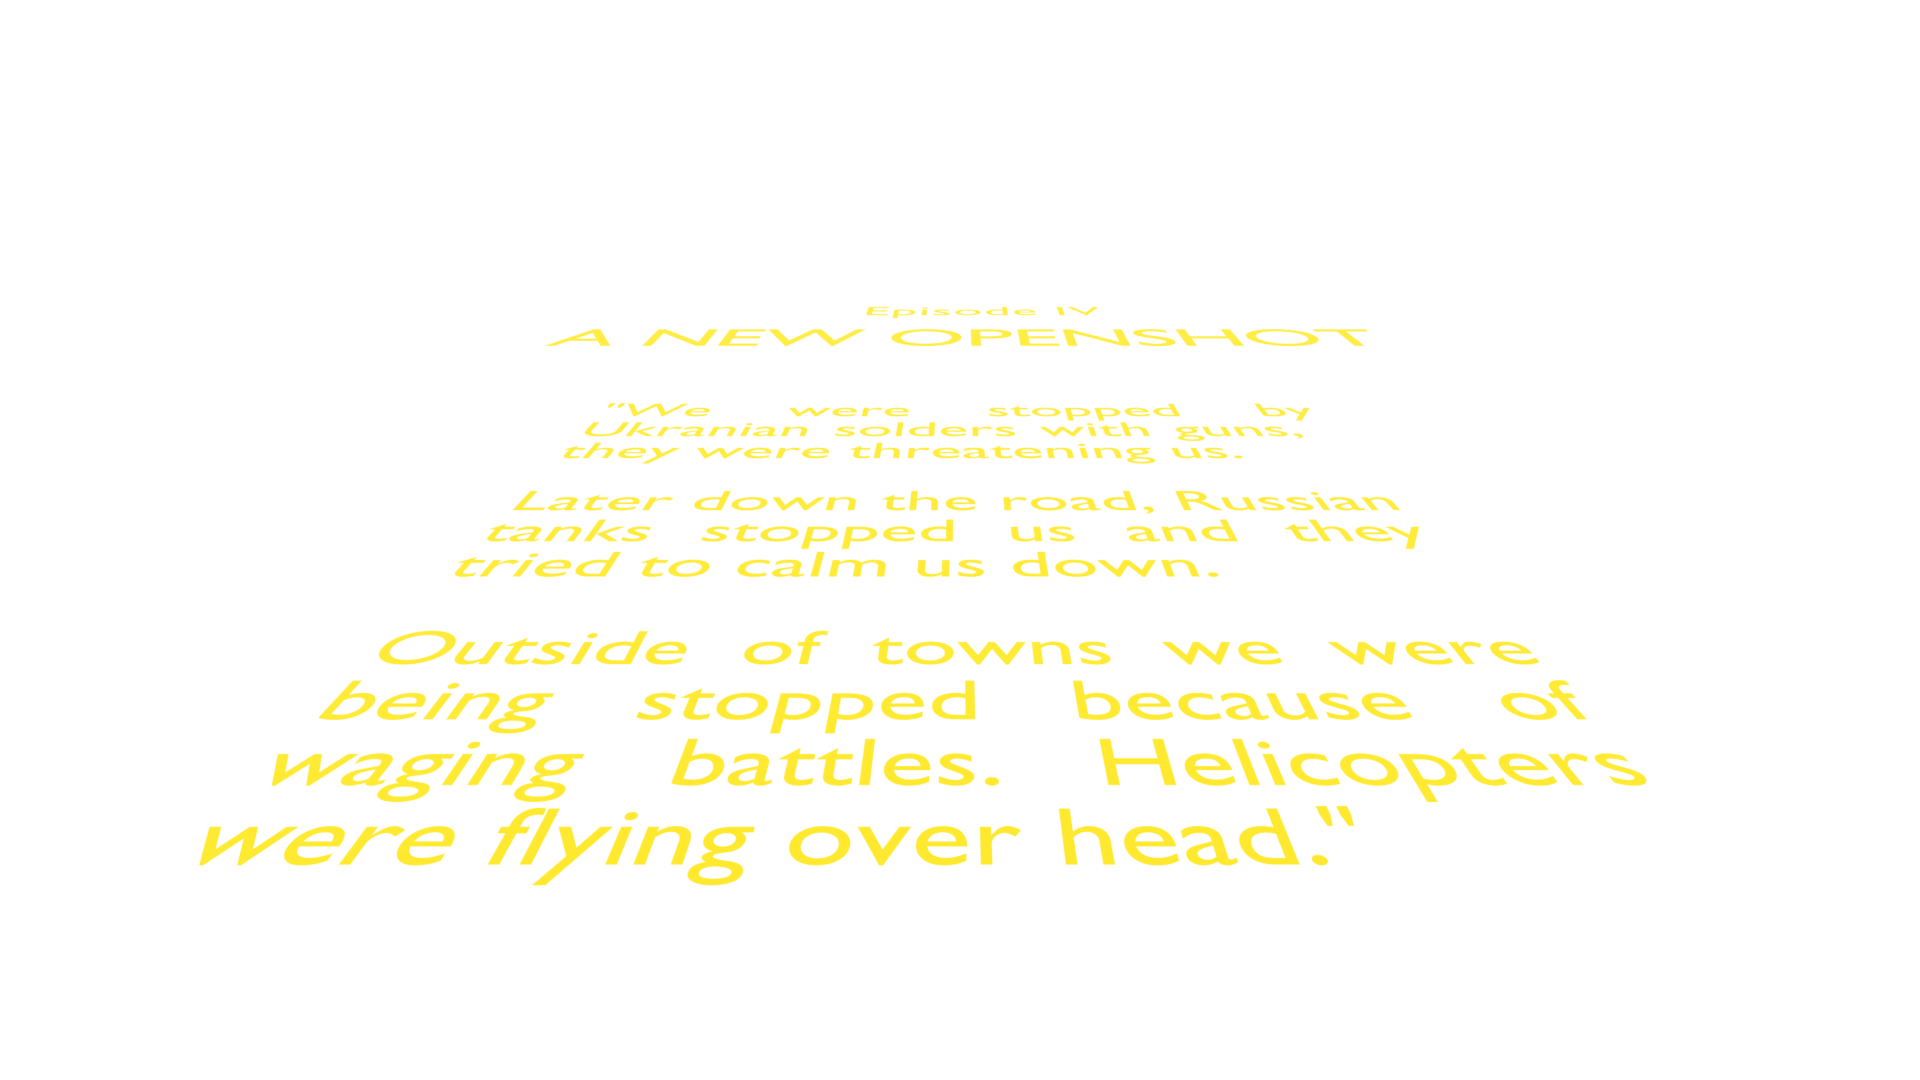 Episode IV
A NEW OPENSHOT
"We were stopped by
Ukranian solders with guns,
they were threatening us.
Later down the road, Russian
tanks stopped us and they
tried to calm us down.
Outside of towns we were
being stopped because of
waging battles. Helicopters
were flying over head."